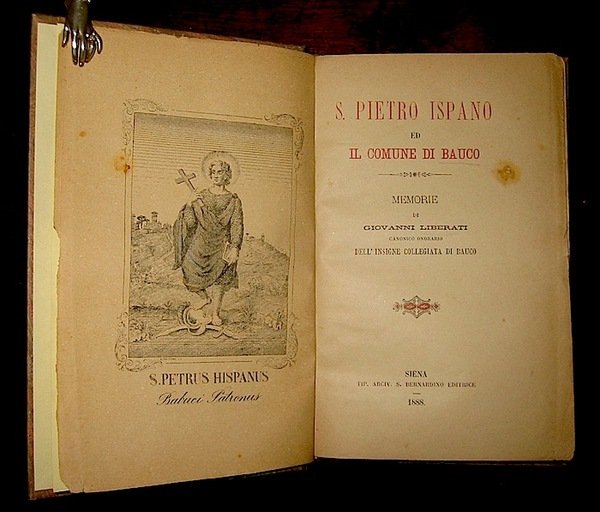 S. PETRUS HISPANUS
Babuci Patronus
S. PIETRO ISPANO
ED
IL COMUNE DI BAUCO
MEMORIE
DI
GIOVANNI LIBERATI
CANONICO ONORARIO
DELL' INSIGNE COLLEGIATA DI BAUCO
SIENA
TIP. ARCIV. S. BERNARDINO EDITRICE
1888.